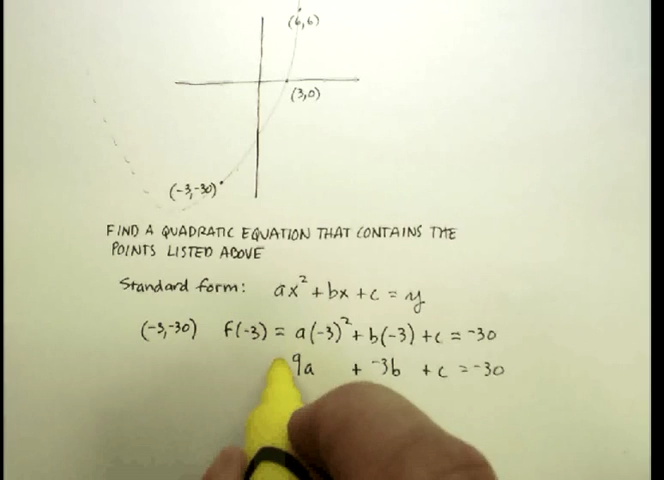 (6,6)
(3,0)
(-3,-30)
FIND A QUADRATIC EQUATION THAT CONTAINS THE
POINTS LISTED ABOVE
Standard form: ax² + bx + c = y
(-3,-30) f(-3) = a(-3)² + b(-3) + c = -30
9a + -3b + c = -30